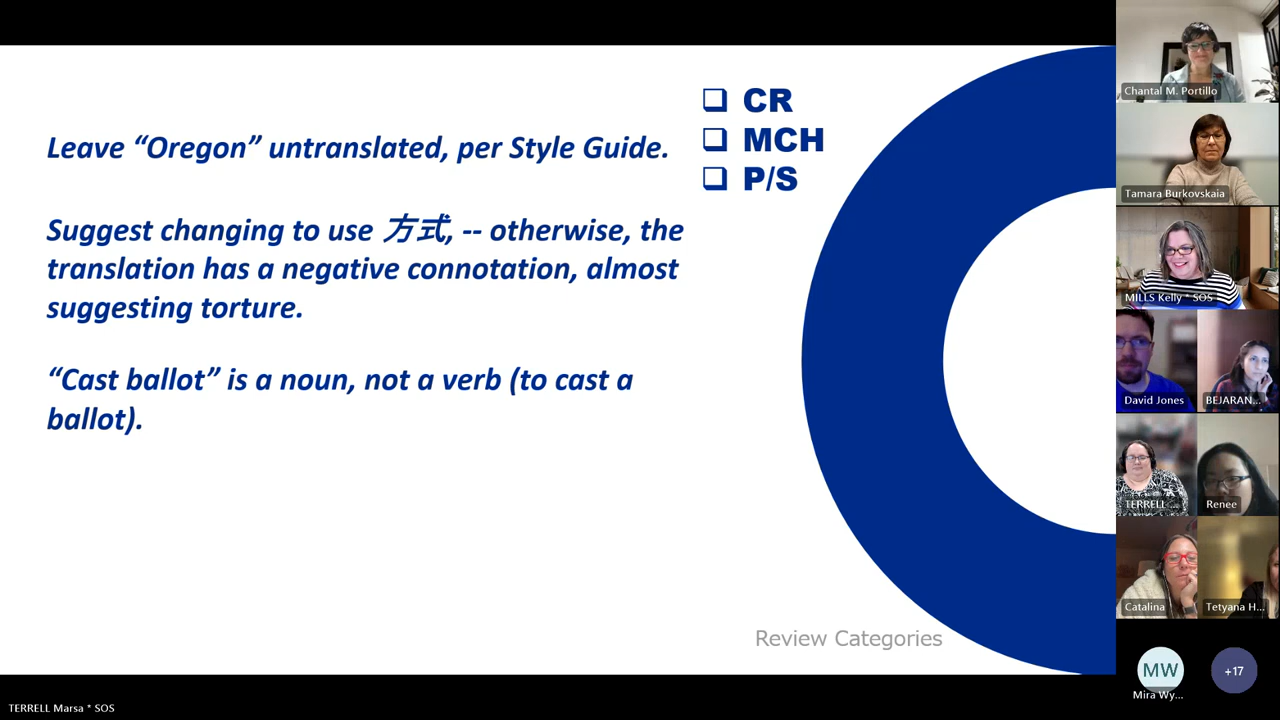 Leave “Oregon” untranslated, per Style Guide.
Suggest changing to use 方式, -- otherwise, the
translation has a negative connotation, almost
suggesting torture.
“Cast ballot” is a noun, not a verb (to cast a
ballot).
❑ CR
❑ MCH
❑ P/S
Review Categories
Chantal M. Portillo
Tamara Burkovskaia
MILLS Kelly * SOS
David Jones
BEJARAN...
TERRELL ...
Renee
Catalina
Tetyana H...
MW
Mira Wy...
+17
TERRELL Marsa * SOS